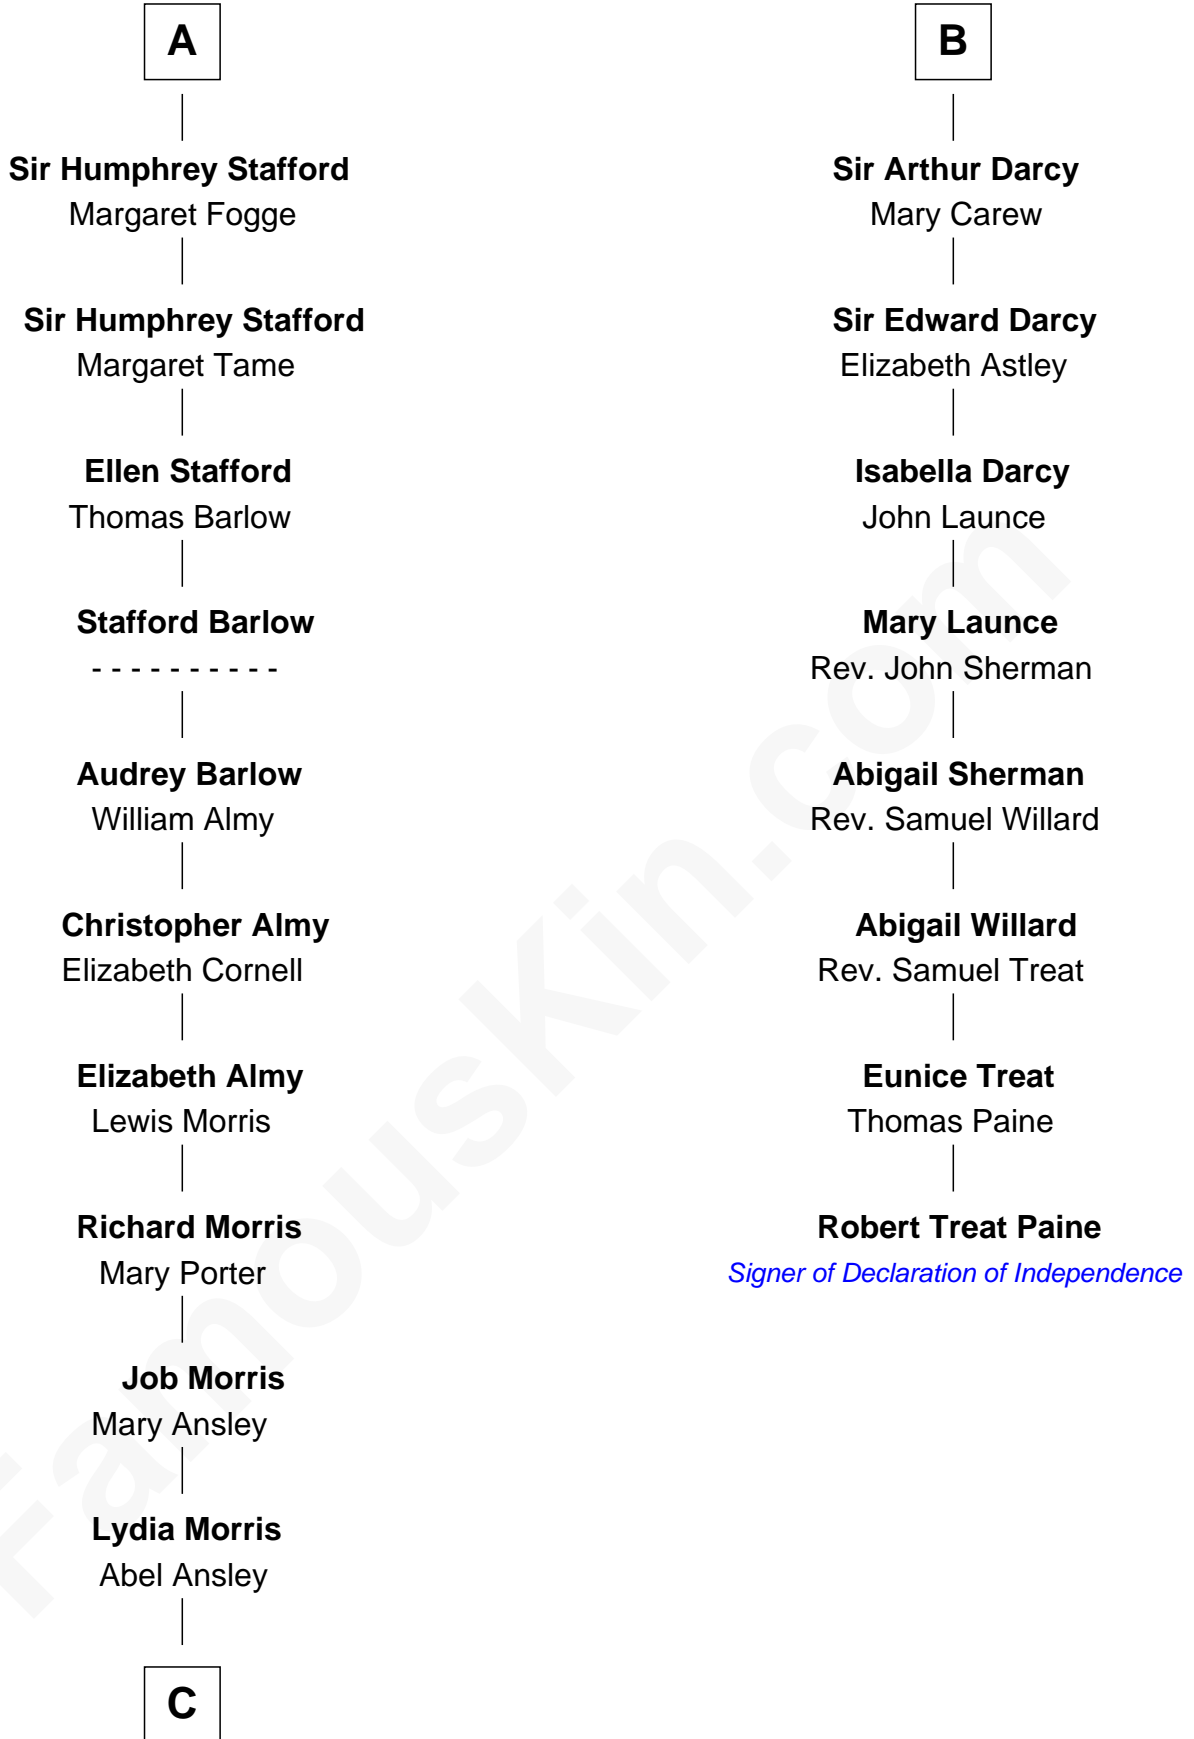 A
Sir Humphrey Stafford
Margaret Fogge
Sir Humphrey Stafford
Margaret Tame
Ellen Stafford
Thomas Barlow
Stafford Barlow
- - - - - - - - - -
Audrey Barlow
William Almy
Christopher Almy
Elizabeth Cornell
Elizabeth Almy
Lewis Morris
Richard Morris
Mary Porter
Job Morris
Mary Ansley
Lydia Morris
Abel Ansley
C
B
Sir Arthur Darcy
Mary Carew
Sir Edward Darcy
Elizabeth Astley
Isabella Darcy
John Launce
Mary Launce
Rev. John Sherman
Abigail Sherman
Rev. Samuel Willard
Abigail Willard
Rev. Samuel Treat
Eunice Treat
Thomas Paine
Robert Treat Paine
Signer of Declaration of Independence
FamousKin.com